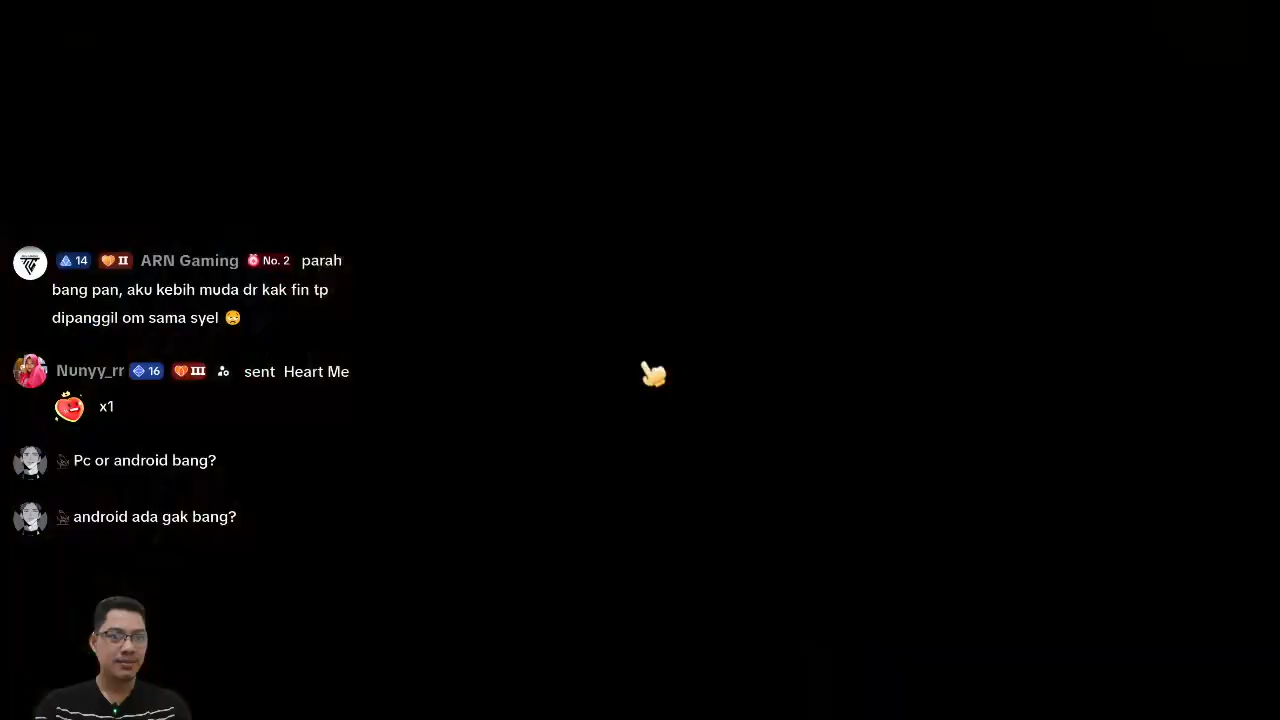 14 II ARN Gaming No. 2 parah
bang pan, aku kebih muda dr kak fin tp
dipanggil om sama syel 😟
Nunyy_rr 16 III sent Heart Me
x1
Pc or android bang?
android ada gak bang?